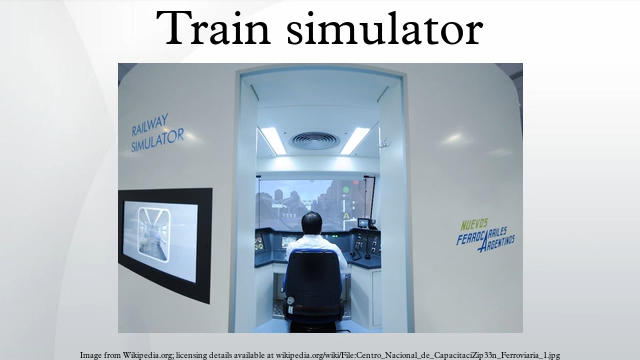 Train simulator
RAILWAY
SIMULATOR
NUEVOS
FERROCARRILES
ARGENTINOS
Image from Wikipedia.org; licensing details available at wikipedia.org/wiki/File:Centro_Nacional_de_CapacitaciZip33n_Ferroviaria_1.jpg